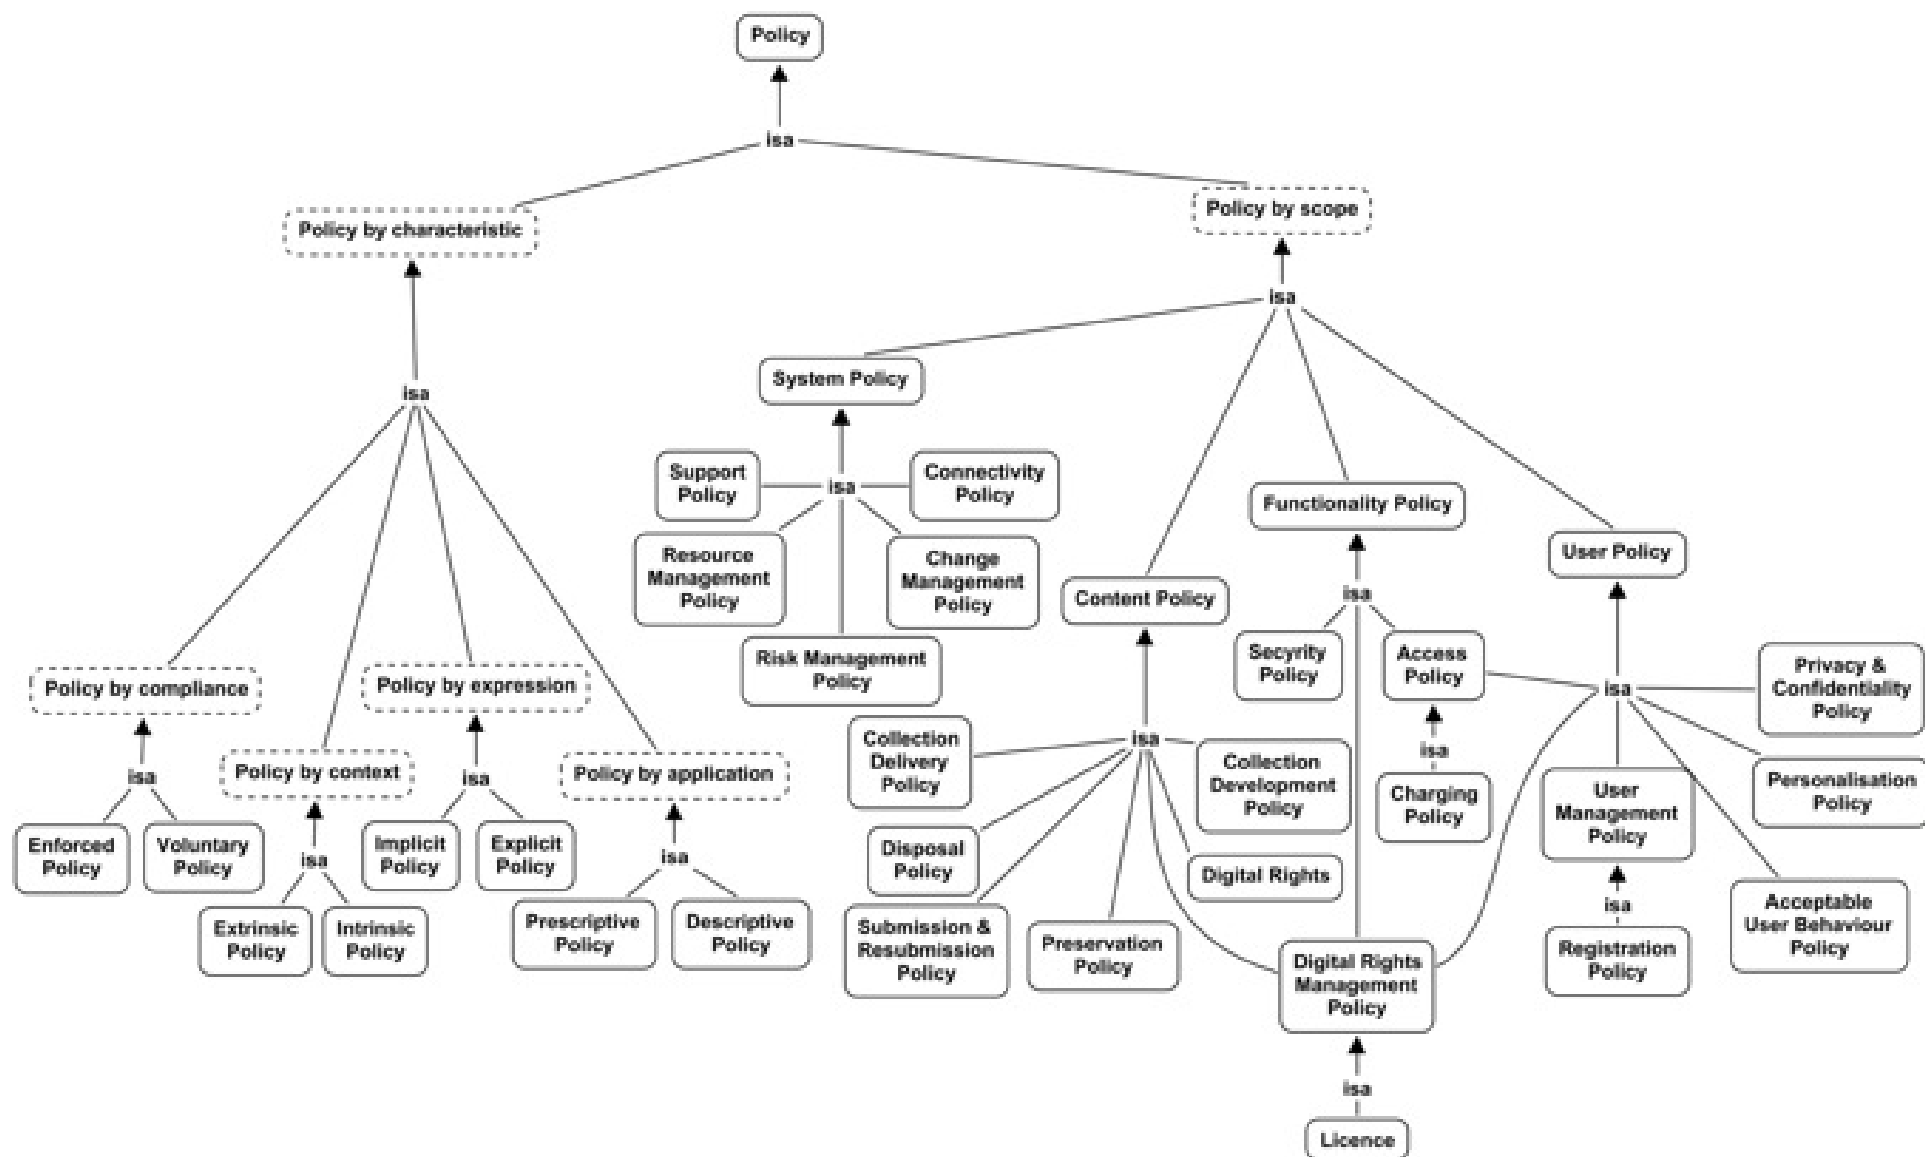 Policy
isa
Policy by characteristic
Policy by scope
isa
isa
System Policy
Support
Policy
isa
Connectivity
Policy
Resource
Management
Policy
Change
Management
Policy
Risk Management
Policy
Functionality Policy
isa
User Policy
Content Policy
Secyrity
Policy
Access
Policy
isa
Privacy &
Confidentiality
Policy
Policy by compliance
Policy by expression
isa
Enforced
Policy
Voluntary
Policy
Policy by context
isa
Extrinsic
Policy
Intrinsic
Policy
isa
Implicit
Policy
Explicit
Policy
Policy by application
isa
Prescriptive
Policy
Descriptive
Policy
isa
Collection
Delivery
Policy
Collection
Development
Policy
Disposal
Policy
Digital Rights
Submission &
Resubmission
Policy
Preservation
Policy
isa
Charging
Policy
User
Management
Policy
Personalisation
Policy
isa
Registration
Policy
Acceptable
User Behaviour
Policy
Digital Rights
Management
Policy
isa
Licence